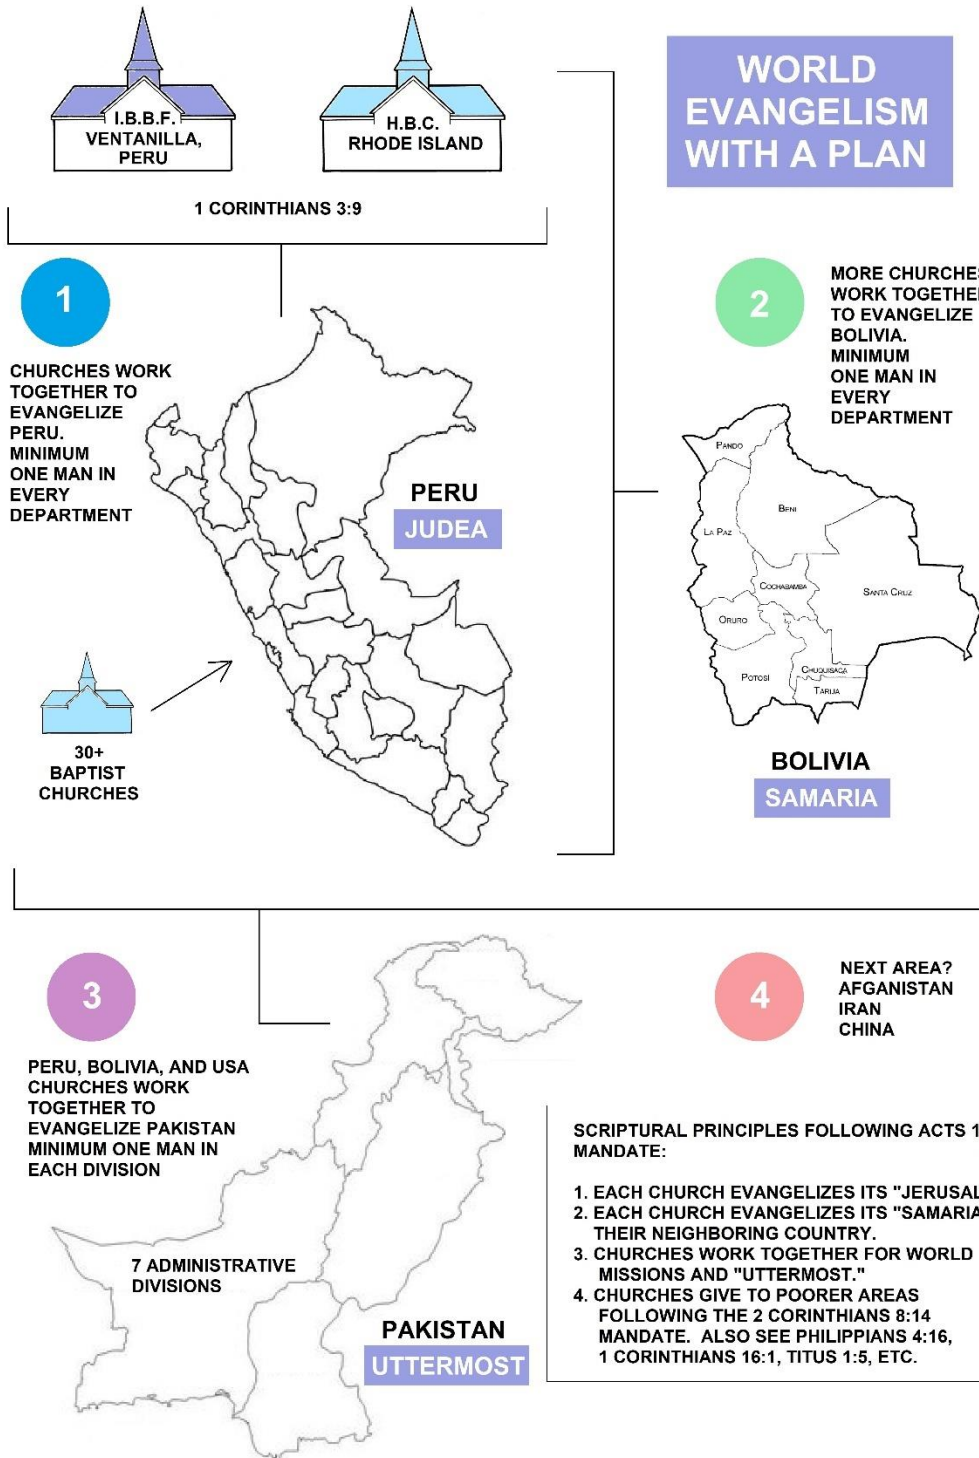 I.B.B.F.
VENTANILLA,
PERU
H.B.C.
RHODE ISLAND
WORLD
EVANGELISM
WITH A PLAN
1 CORINTHIANS 3:9
1
CHURCHES WORK
TOGETHER TO
EVANGELIZE
PERU.
MINIMUM
ONE MAN IN
EVERY
DEPARTMENT
PERU
JUDEA
30+
BAPTIST
CHURCHES
2
MORE CHURCHES
WORK TOGETHER
TO EVANGELIZE
BOLIVIA.
MINIMUM
ONE MAN IN
EVERY
DEPARTMENT
PANDO
BENI
LA PAZ
COCHABAMBA
SANTA CRUZ
ORURO
CHUQUISACA
POTOSI
TARIJA
BOLIVIA
SAMARIA
3
PERU, BOLIVIA, AND USA
CHURCHES WORK
TOGETHER TO
EVANGELIZE PAKISTAN
MINIMUM ONE MAN IN
EACH DIVISION
7 ADMINISTRATIVE
DIVISIONS
PAKISTAN
UTTERMOST
4
NEXT AREA?
AFGANISTAN
IRAN
CHINA
SCRIPTURAL PRINCIPLES FOLLOWING ACTS 1
MANDATE:
1. EACH CHURCH EVANGELIZES ITS "JERUSAL
2. EACH CHURCH EVANGELIZES ITS "SAMARIA
THEIR NEIGHBORING COUNTRY.
3. CHURCHES WORK TOGETHER FOR WORLD
MISSIONS AND "UTTERMOST."
4. CHURCHES GIVE TO POORER AREAS
FOLLOWING THE 2 CORINTHIANS 8:14
MANDATE. ALSO SEE PHILIPPIANS 4:16,
1 CORINTHIANS 16:1, TITUS 1:5, ETC.